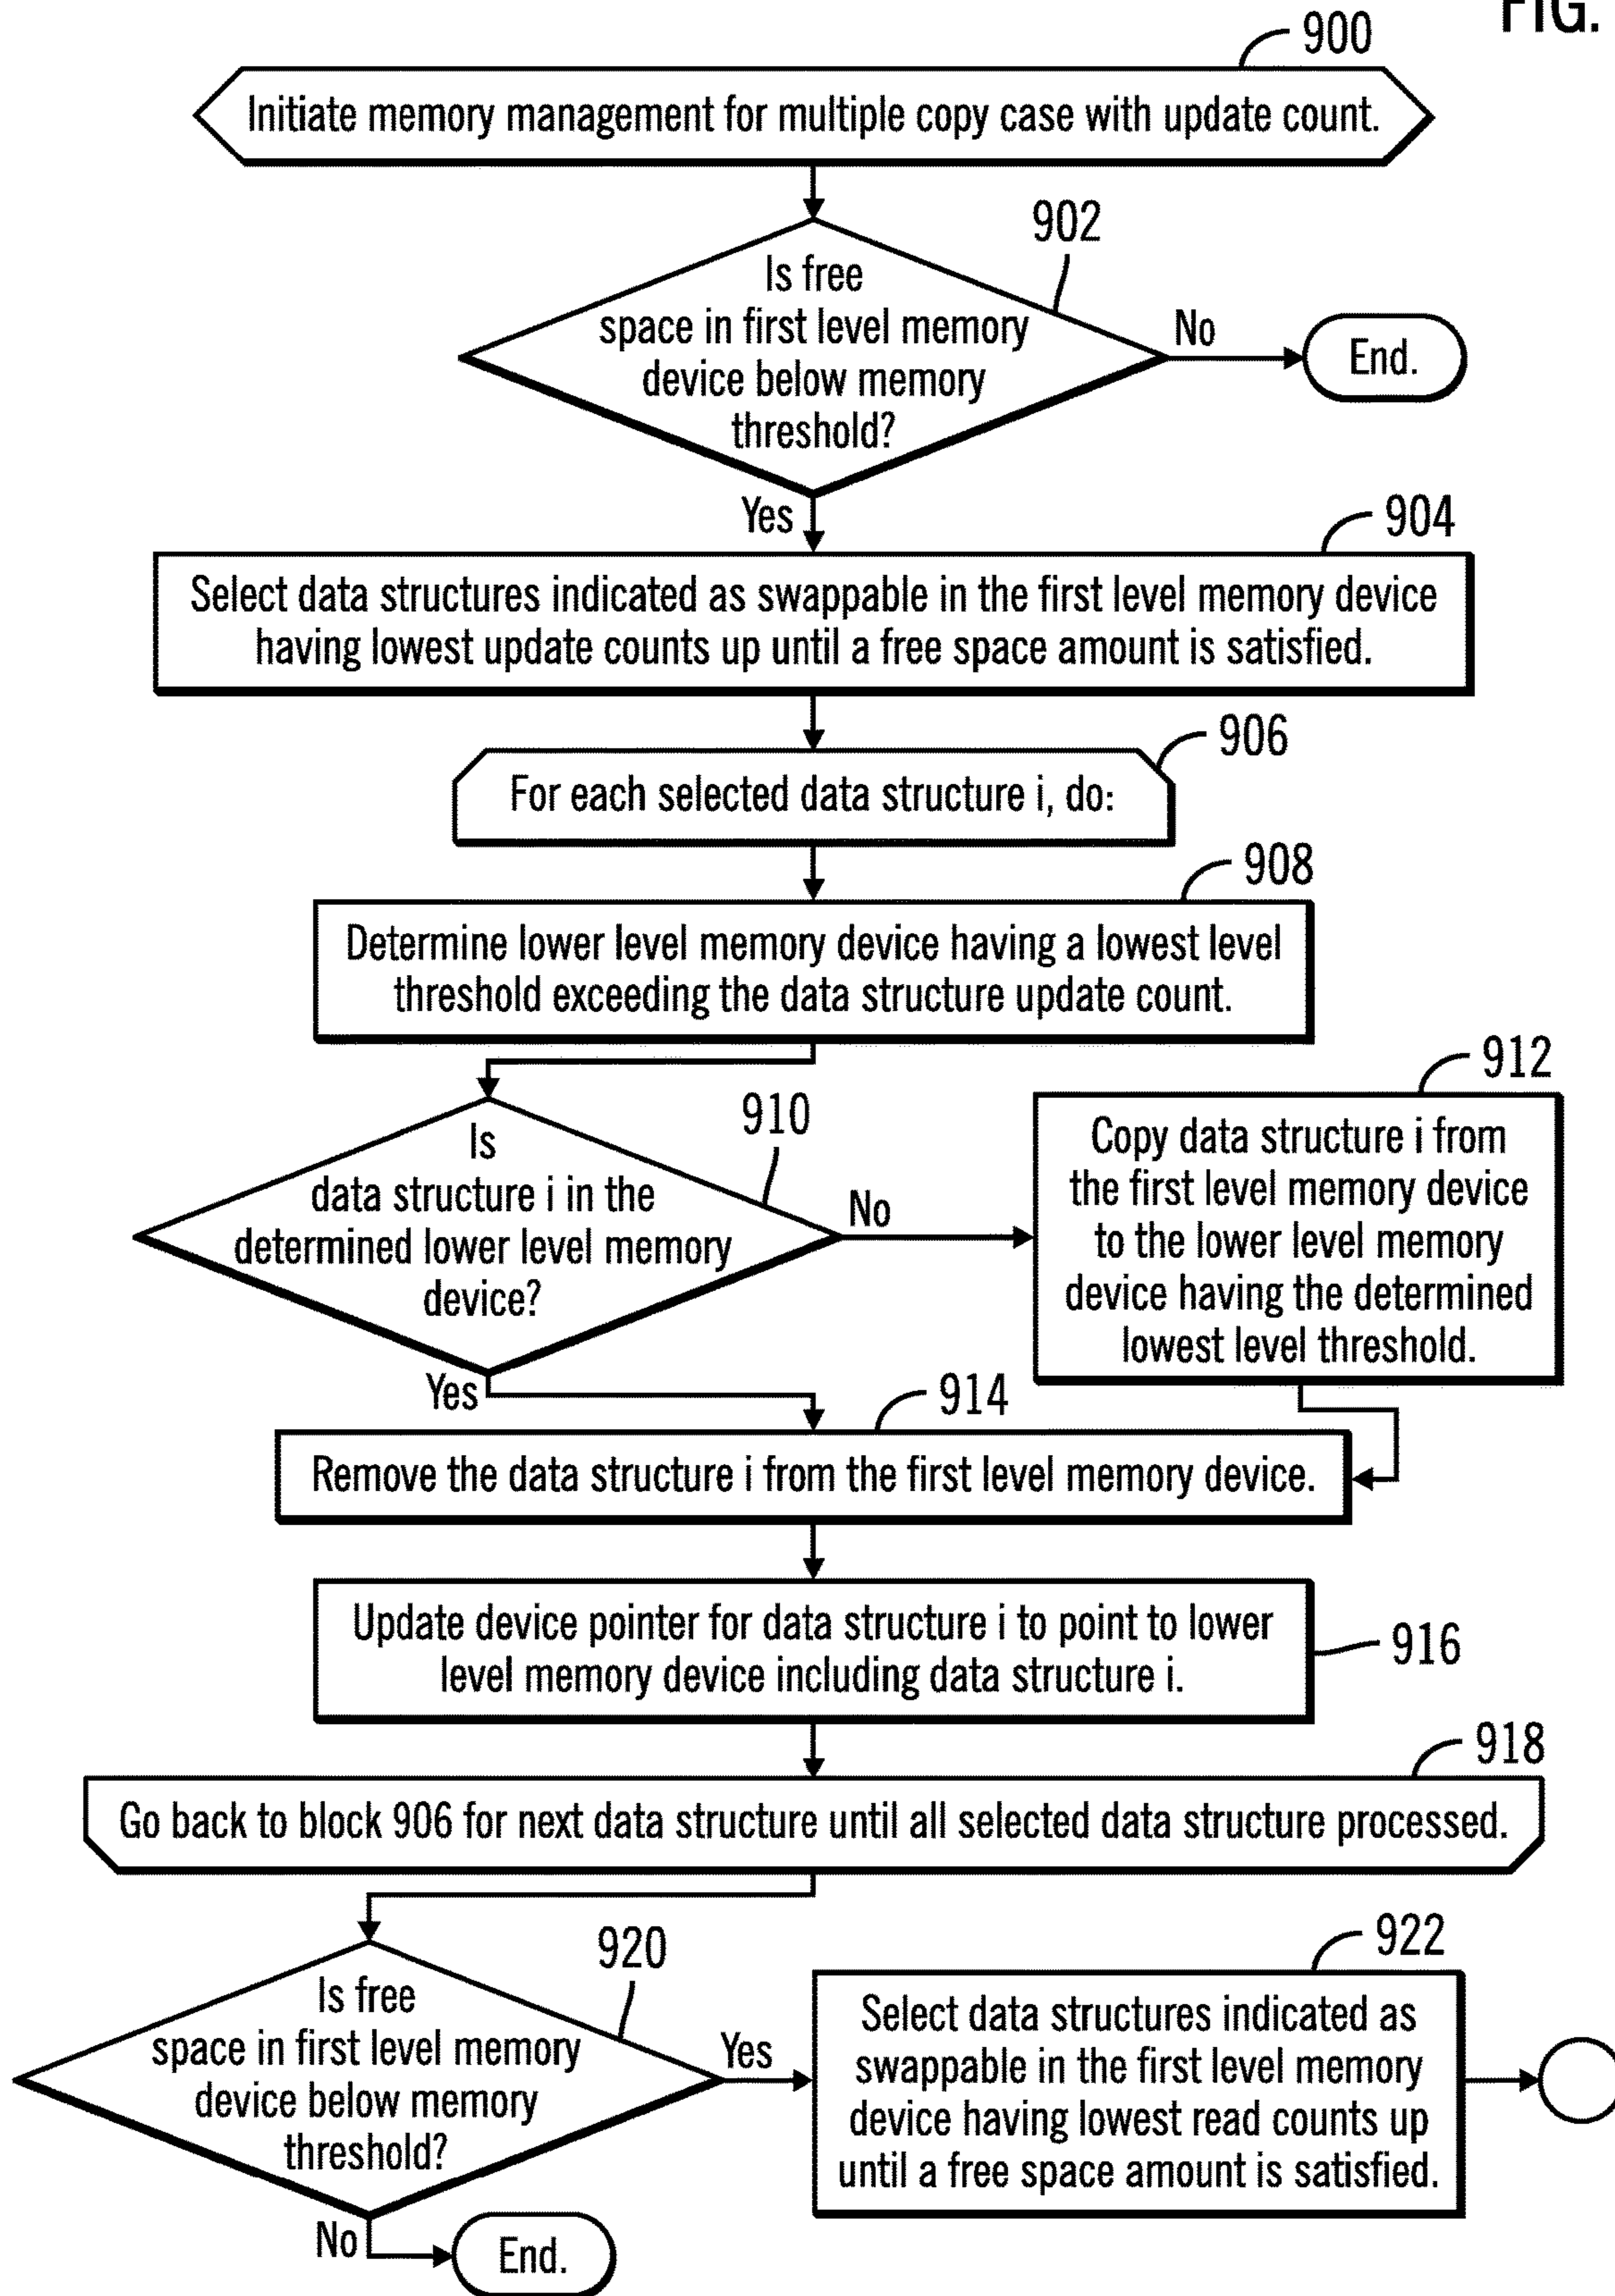 FIG.
900
Initiate memory management for multiple copy case with update count.
902
Is free
space in first level memory
device below memory
threshold?
No
End.
Yes
904
Select data structures indicated as swappable in the first level memory device
having lowest update counts up until a free space amount is satisfied.
906
For each selected data structure i, do:
908
Determine lower level memory device having a lowest level
threshold exceeding the data structure update count.
910
Is
data structure i in the
determined lower level memory
device?
No
912
Copy data structure i from
the first level memory device
to the lower level memory
device having the determined
lowest level threshold.
Yes
914
Remove the data structure i from the first level memory device.
Update device pointer for data structure i to point to lower
level memory device including data structure i.
916
918
Go back to block 906 for next data structure until all selected data structure processed.
920
Is free
space in first level memory
device below memory
threshold?
Yes
922
Select data structures indicated as
swappable in the first level memory
device having lowest read counts up
until a free space amount is satisfied.
No
End.